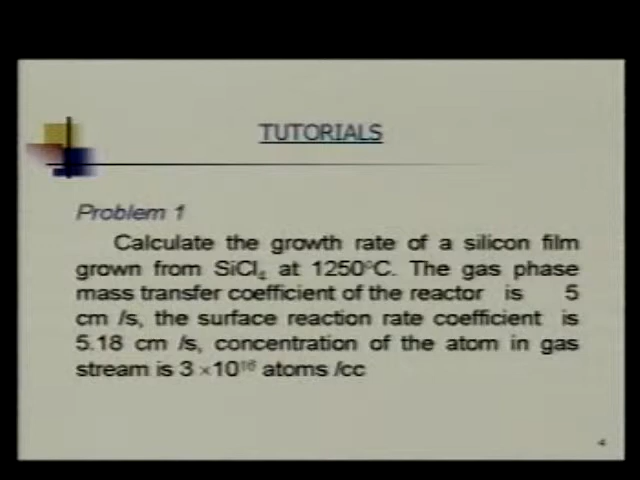 TUTORIALS
Problem 1
Calculate the growth rate of a silicon film
grown from SiCl₄ at 1250°C. The gas phase
mass transfer coefficient of the reactor is 5
cm /s, the surface reaction rate coefficient is
5.18 cm /s, concentration of the atom in gas
stream is 3 ×10¹⁶ atoms /cc
4